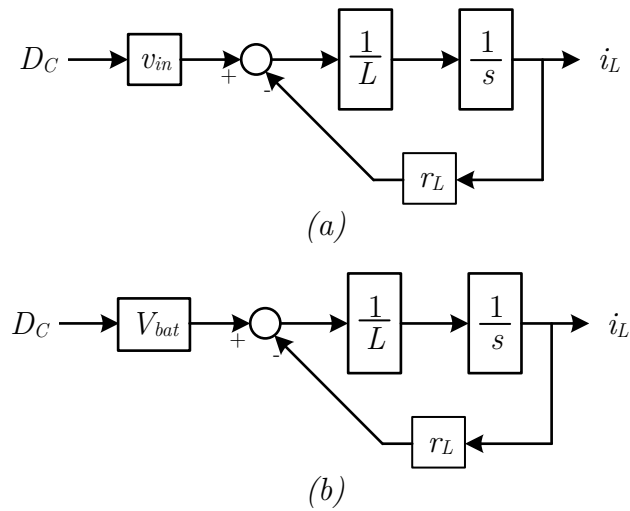 D_C v_in + - 1/L 1/s i_L
r_L
(a)
D_C V_bat + - 1/L 1/s i_L
r_L
(b)